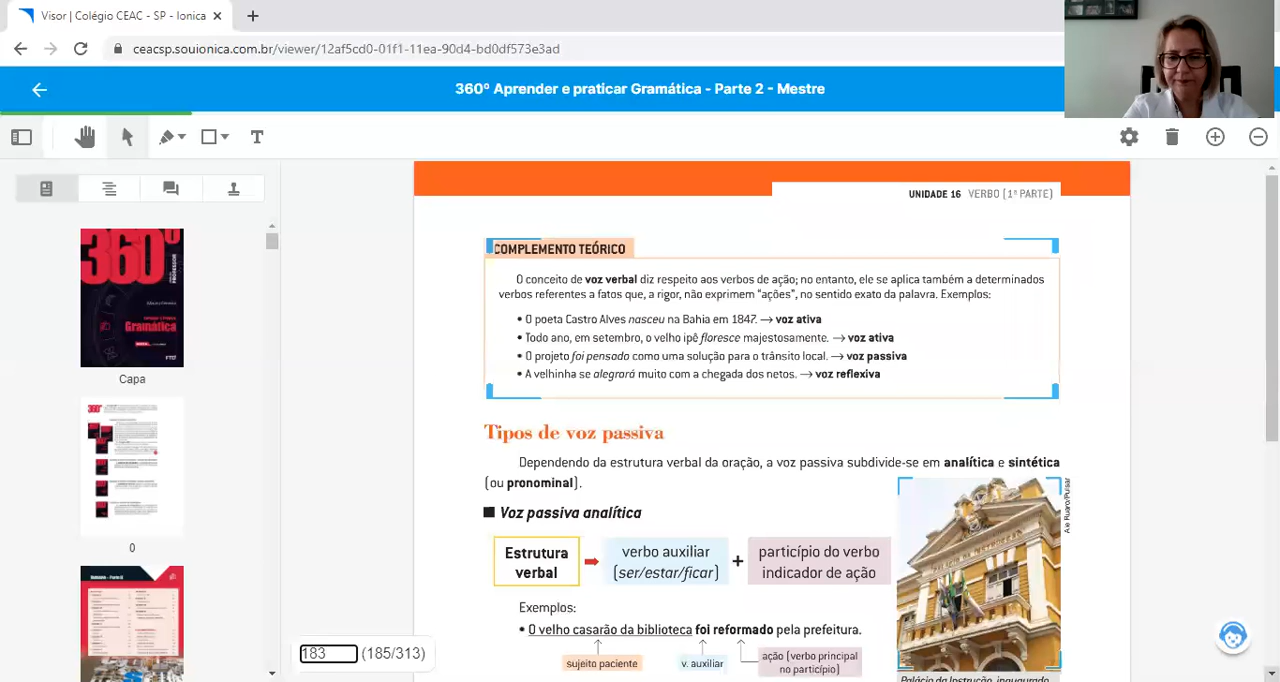 Visor | Colégio CEAC - SP - Ionica
ceacsp.souionica.com.br/viewer/12af5cd0-01f1-11ea-90d4-bd0df573e3ad
360º Aprender e praticar Gramática - Parte 2 - Mestre
T
UNIDADE 16 VERBO (1ª PARTE)
COMPLEMENTO TEÓRICO
O conceito de voz verbal diz respeito aos verbos de ação; no entanto, ele se aplica também a determinados
verbos referentes a fatos que, a rigor, não exprimem “ações”, no sentido exato da palavra. Exemplos:
• O poeta Castro Alves nasceu na Bahia em 1847. → voz ativa
• Todo ano, em setembro, o velho ipê floresce majestosamente. → voz ativa
• O projeto foi pensado como uma solução para o trânsito local. → voz passiva
• A velhinha se alegrará muito com a chegada dos netos. → voz reflexiva
Tipos de voz passiva
Dependendo da estrutura verbal da oração, a voz passiva subdivide-se em analítica e sintética
(ou pronominal).
■ Voz passiva analítica
Estrutura
verbal
verbo auxiliar
(ser/estar/ficar)
+
particípio do verbo
indicador de ação
Exemplos:
biblioteca foi reformado pela prefeitura.
sujeito paciente
v. auxiliar
ação (verbo principal
no particípio)
Palácio da Instrução, inaugurado
360º
Gramática
Capa
360º
0
183 (185/313)